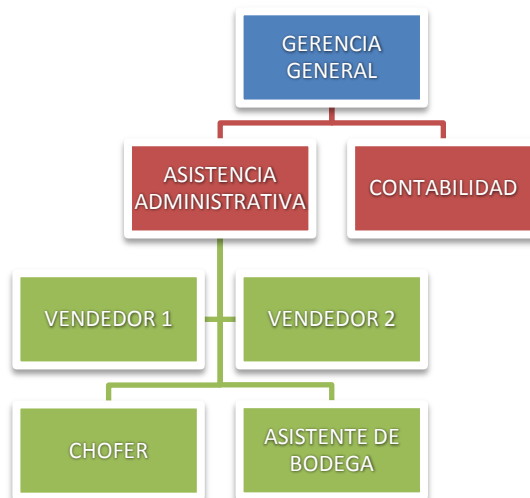 GERENCIA
GENERAL
ASISTENCIA
ADMINISTRATIVA
CONTABILIDAD
VENDEDOR 1
VENDEDOR 2
CHOFER
ASISTENTE DE
BODEGA